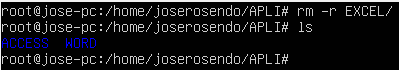 root@jose-pc:/home/joserosendo/APLI# rm -r EXCEL/
root@jose-pc:/home/joserosendo/APLI# ls
ACCESS WORD
root@jose-pc:/home/joserosendo/APLI#